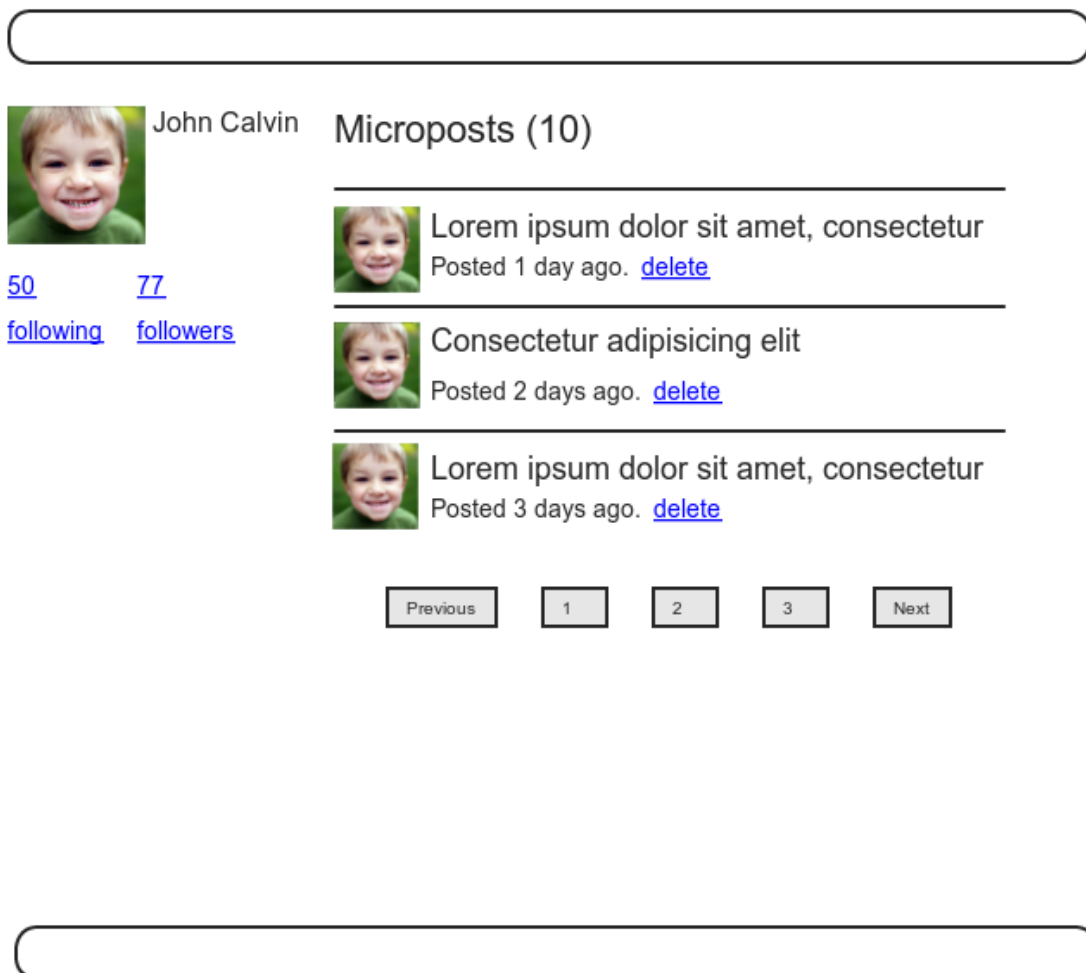 John Calvin
50 77
following followers
Microposts (10)
Lorem ipsum dolor sit amet, consectetur
Posted 1 day ago. delete
Consectetur adipisicing elit
Posted 2 days ago. delete
Lorem ipsum dolor sit amet, consectetur
Posted 3 days ago. delete
Previous 1 2 3 Next